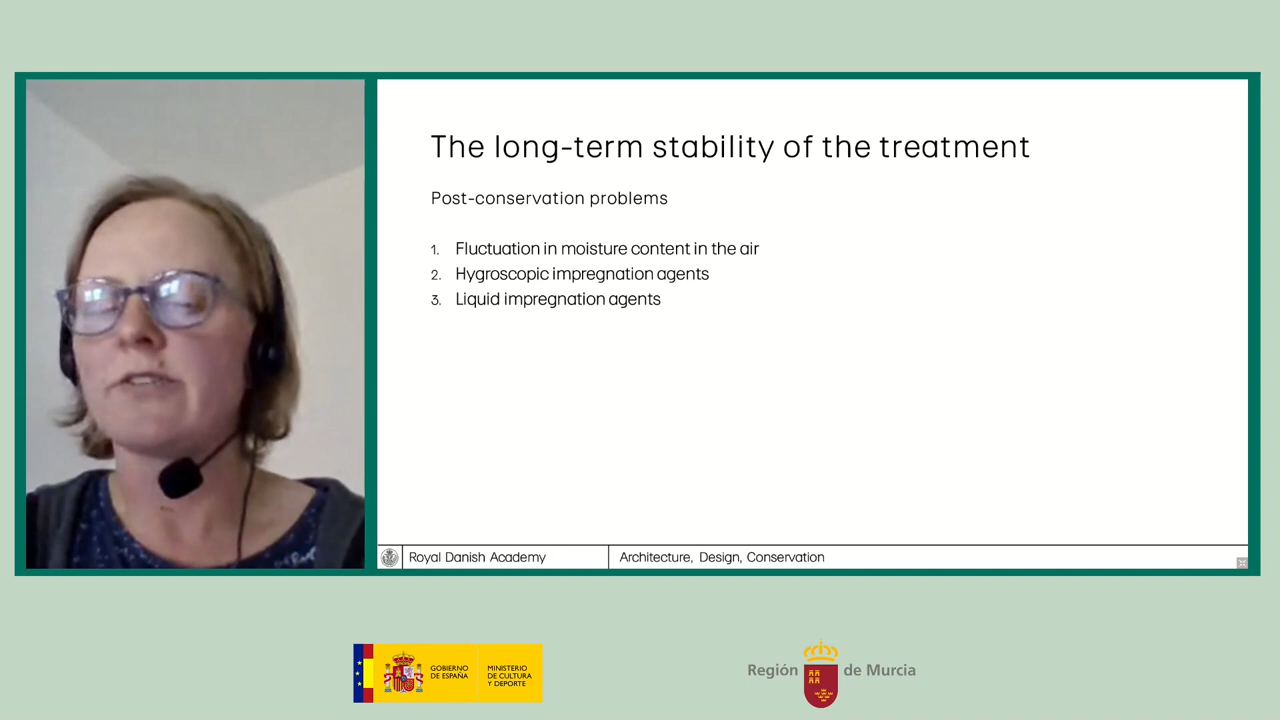 The long-term stability of the treatment
Post-conservation problems
1. Fluctuation in moisture content in the air
2. Hygroscopic impregnation agents
3. Liquid impregnation agents
Royal Danish Academy
Architecture, Design, Conservation
GOBIERNO
DE ESPAÑA
MINISTERIO
DE CULTURA
Y DEPORTE
Región de Murcia